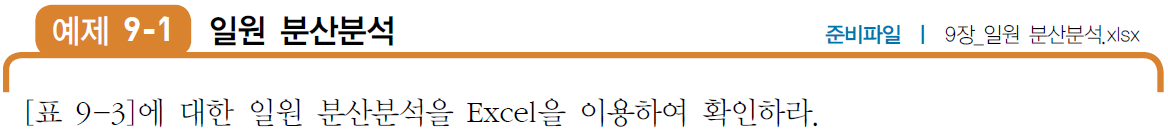 예제 9-1 일원 분산분석 준비파일 | 9장_일원 분산분석.xlsx
[표 9-3]에 대한 일원 분산분석을 Excel을 이용하여 확인하라.